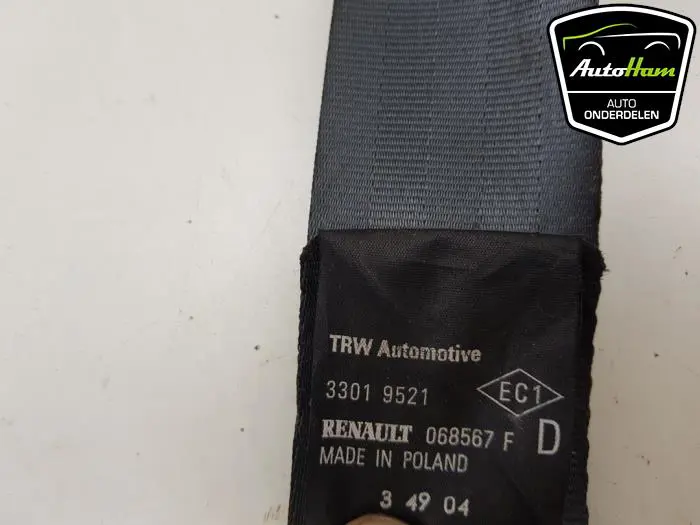 AutoHam
AUTO
ONDERDELEN
TRW Automotive
3301 9521
EC1
RENAULT 068567 F D
MADE IN POLAND
3 49 04